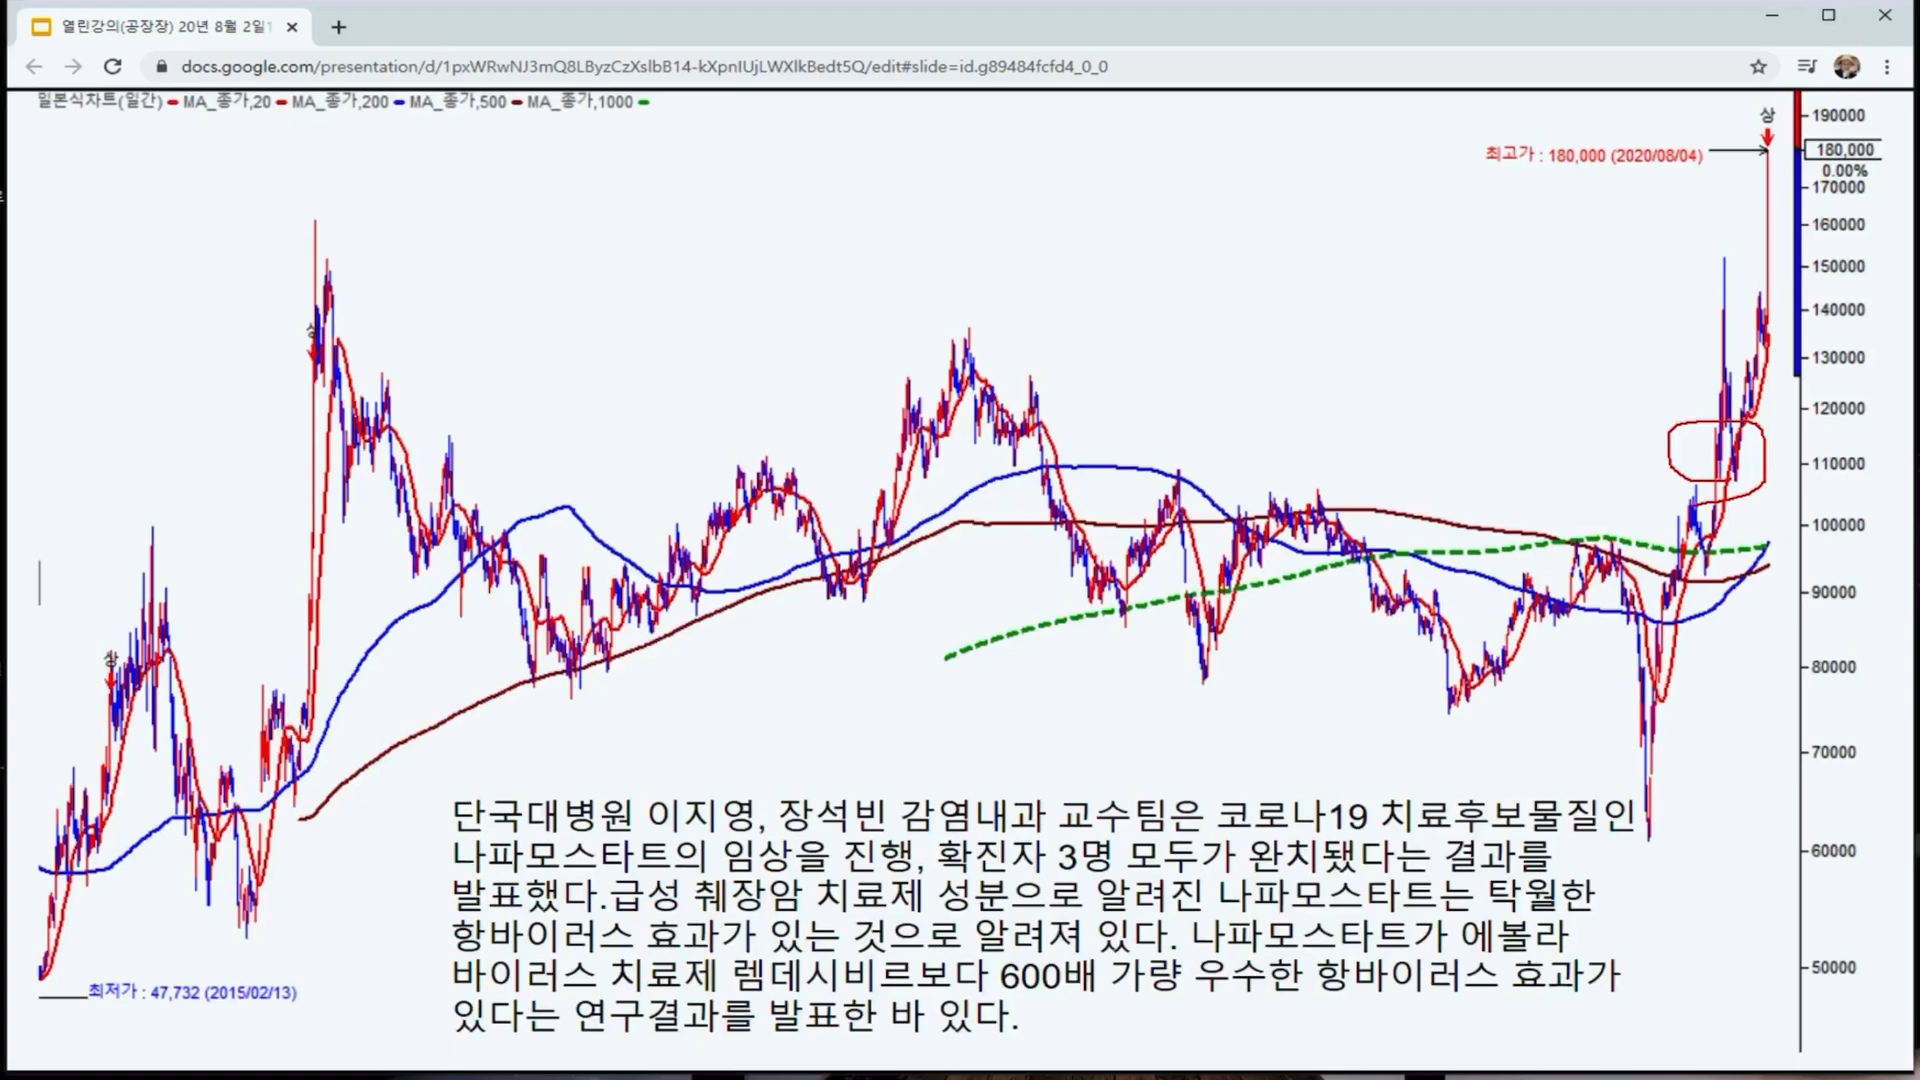 열린강의(공장장) 20년 8월 2일
docs.google.com/presentation/d/1pxWRwNJ3mQ8LByzCzXslbB14-kXpnIUjLWXlkBedt5Q/edit#slide=id.g89484fcfd4_0_0
일본식차트(일간) MA_종가,20 MA_종가,200 MA_종가,500 MA_종가,1000
상
190000
최고가 : 180,000 (2020/08/04)
180,000
0.00%
170000
160000
150000
140000
상
130000
120000
110000
100000
90000
상
80000
70000
60000
50000
단국대병원 이지영, 장석빈 감염내과 교수팀은 코로나19 치료후보물질인
나파모스타트의 임상을 진행, 확진자 3명 모두가 완치됐다는 결과를
발표했다.급성 췌장암 치료제 성분으로 알려진 나파모스타트는 탁월한
항바이러스 효과가 있는 것으로 알려져 있다. 나파모스타트가 에볼라
바이러스 치료제 렘데시비르보다 600배 가량 우수한 항바이러스 효과가
있다는 연구결과를 발표한 바 있다.
최저가 : 47,732 (2015/02/13)